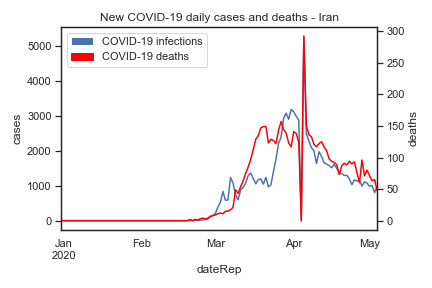 New COVID-19 daily cases and deaths - Iran
COVID-19 infections
COVID-19 deaths
5000
4000
3000
2000
1000
0
cases
300
250
200
150
100
50
0
deaths
Jan
2020
Feb
Mar
Apr
May
dateRep